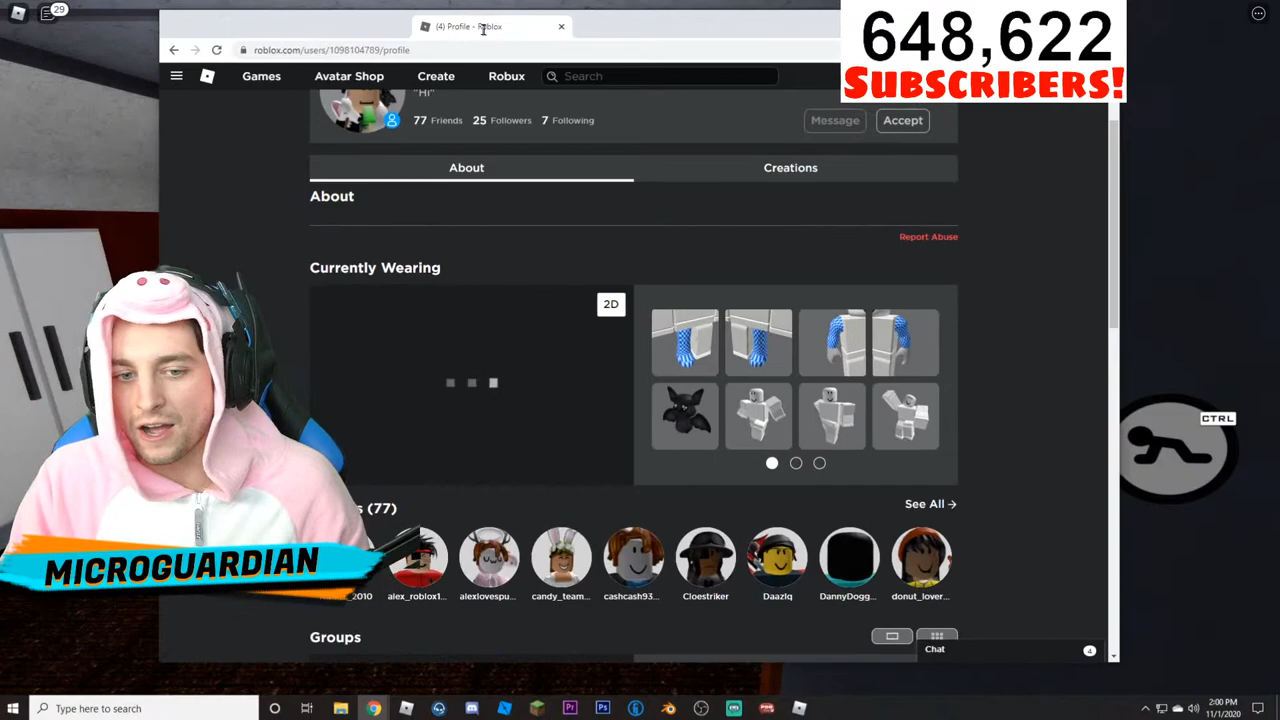 29
(4) Profile - Roblox
648,622
SUBSCRIBERS!
roblox.com/users/1098104789/profile
Games
Avatar Shop
Create
Robux
Search
"Hi"
77 Friends
25 Followers
7 Following
Message
Accept
About
Creations
About
Report Abuse
Currently Wearing
2D
CTRL
(77)
See All
MICROGUARDIAN
_2010
alex_roblox1...
alexlovespu...
candy_team...
cashcash93...
Cloestriker
Daazlq
DannyDogg...
donut_lover...
Groups
Chat
4
Type here to search
2:00 PM
11/1/2020